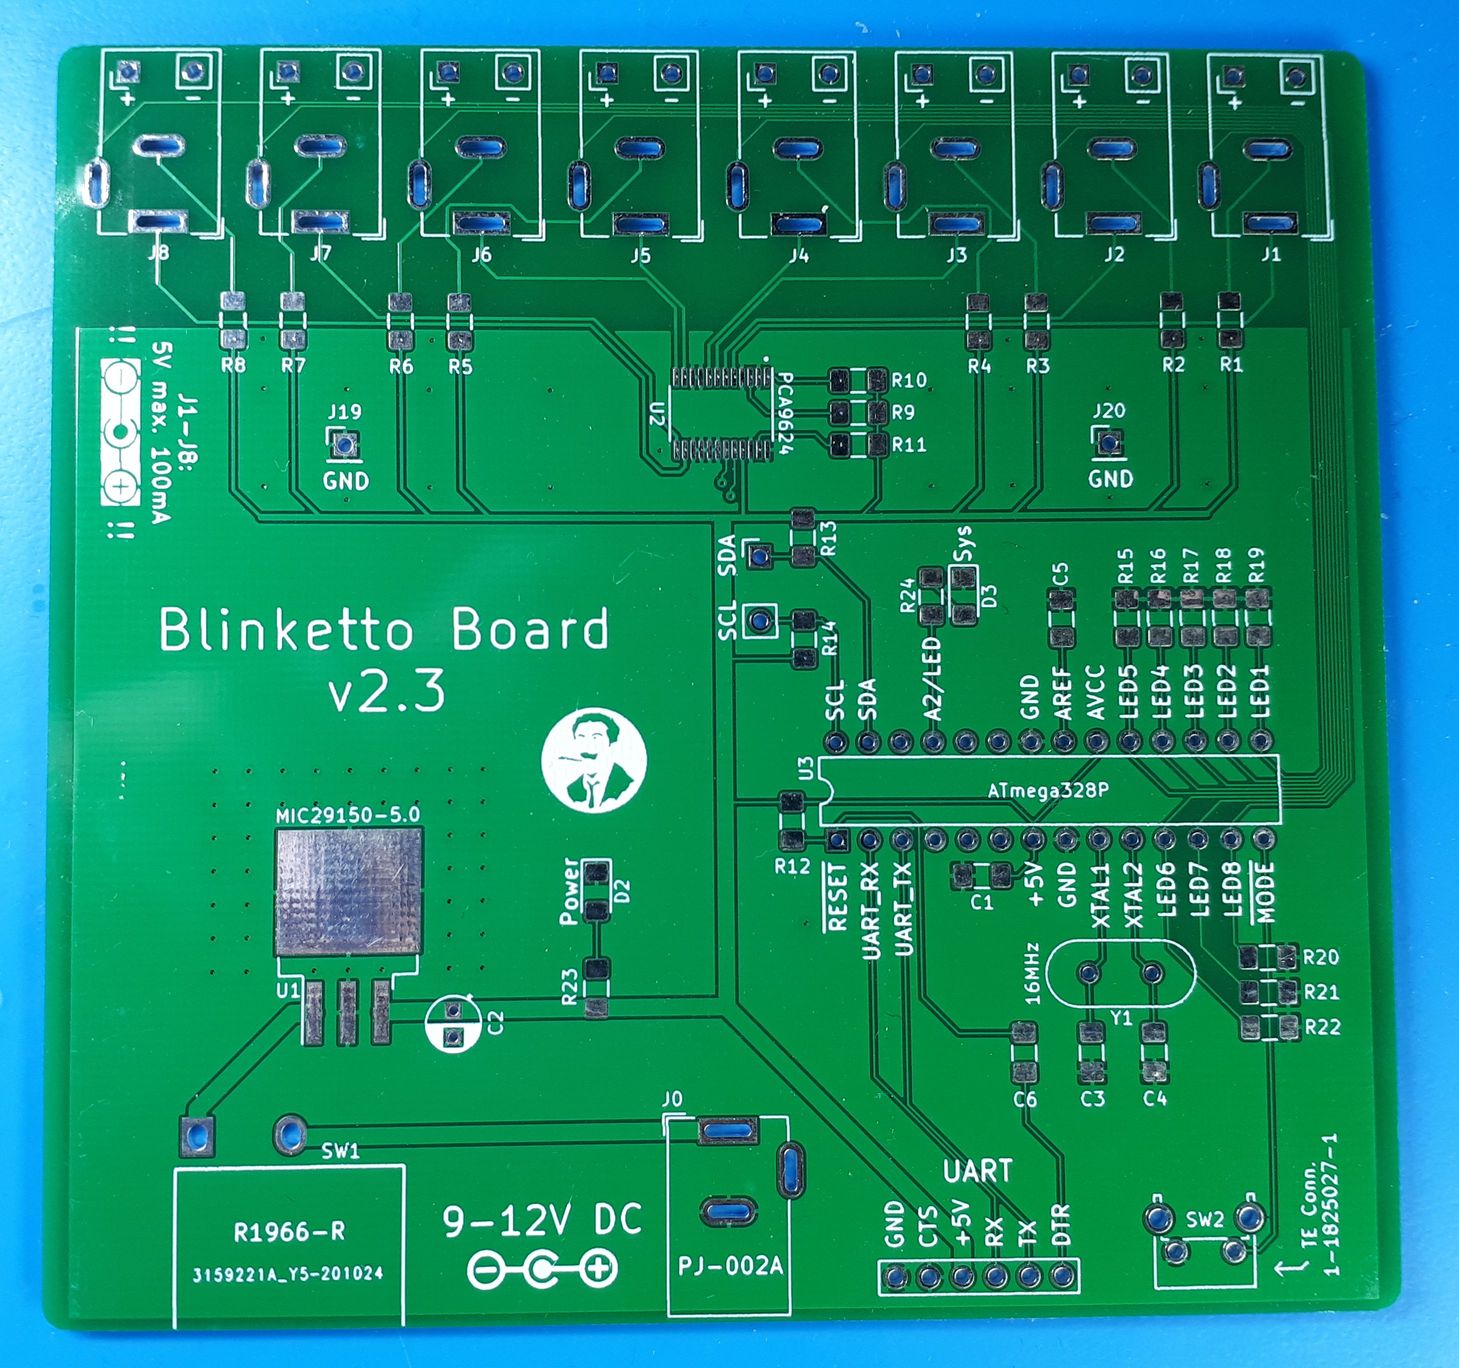 + - + - + - + - + - + - + - + -
J8 J7 J6 J5 J4 J3 J2 J1
R8 R7 R6 R5 R4 R3 R2 R1
!! !!
J1-J8:
5V max. 100mA
- +
J19
GND
U2
PCA9624
R10
R9
R11
J20
GND
SDA
R13
SCL
R14
R24
Sys
D3
C5
R15 R16 R17 R18 R19
Blinketto Board
v2.3
SCL SDA A2/LED GND AREF AVCC LED5 LED4 LED3 LED2 LED1
U3
ATmega328P
R12
RESET UART_RX UART_TX +5V GND XTAL1 XTAL2 LED6 LED7 LED8 MODE
C1
MIC29150-5.0
U1
Power
D2
R23
C2
16MHz
Y1
R20
R21
R22
C6 C3 C4
SW1
R1966-R
3159221A_Y5-201024
9-12V DC
- +
J0
PJ-002A
UART
GND CTS +5V RX TX DTR
SW2
TE Conn.
1-1825027-1